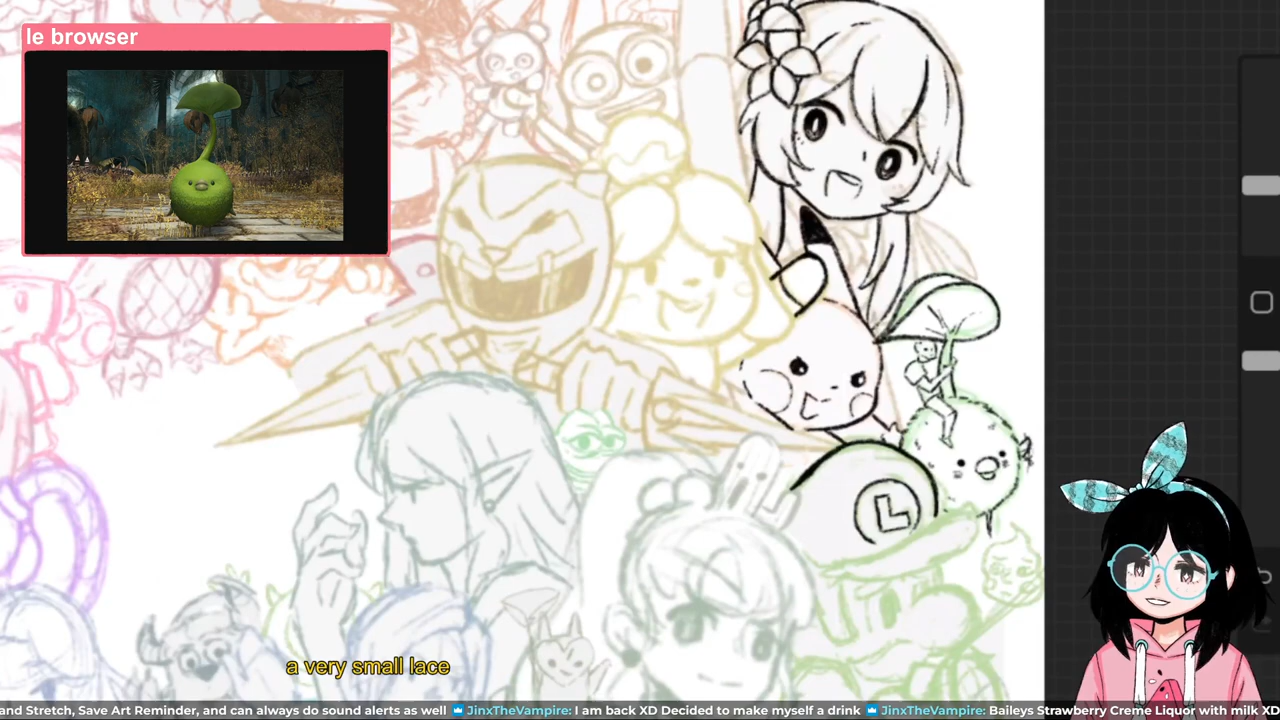 le browser
L
a very small lace
and Stretch, Save Art Reminder, and can always do sound alerts as well JinxTheVampire: I am back XD Decided to make myself a drink JinxTheVampire: Baileys Strawberry Creme Liquor with milk XD